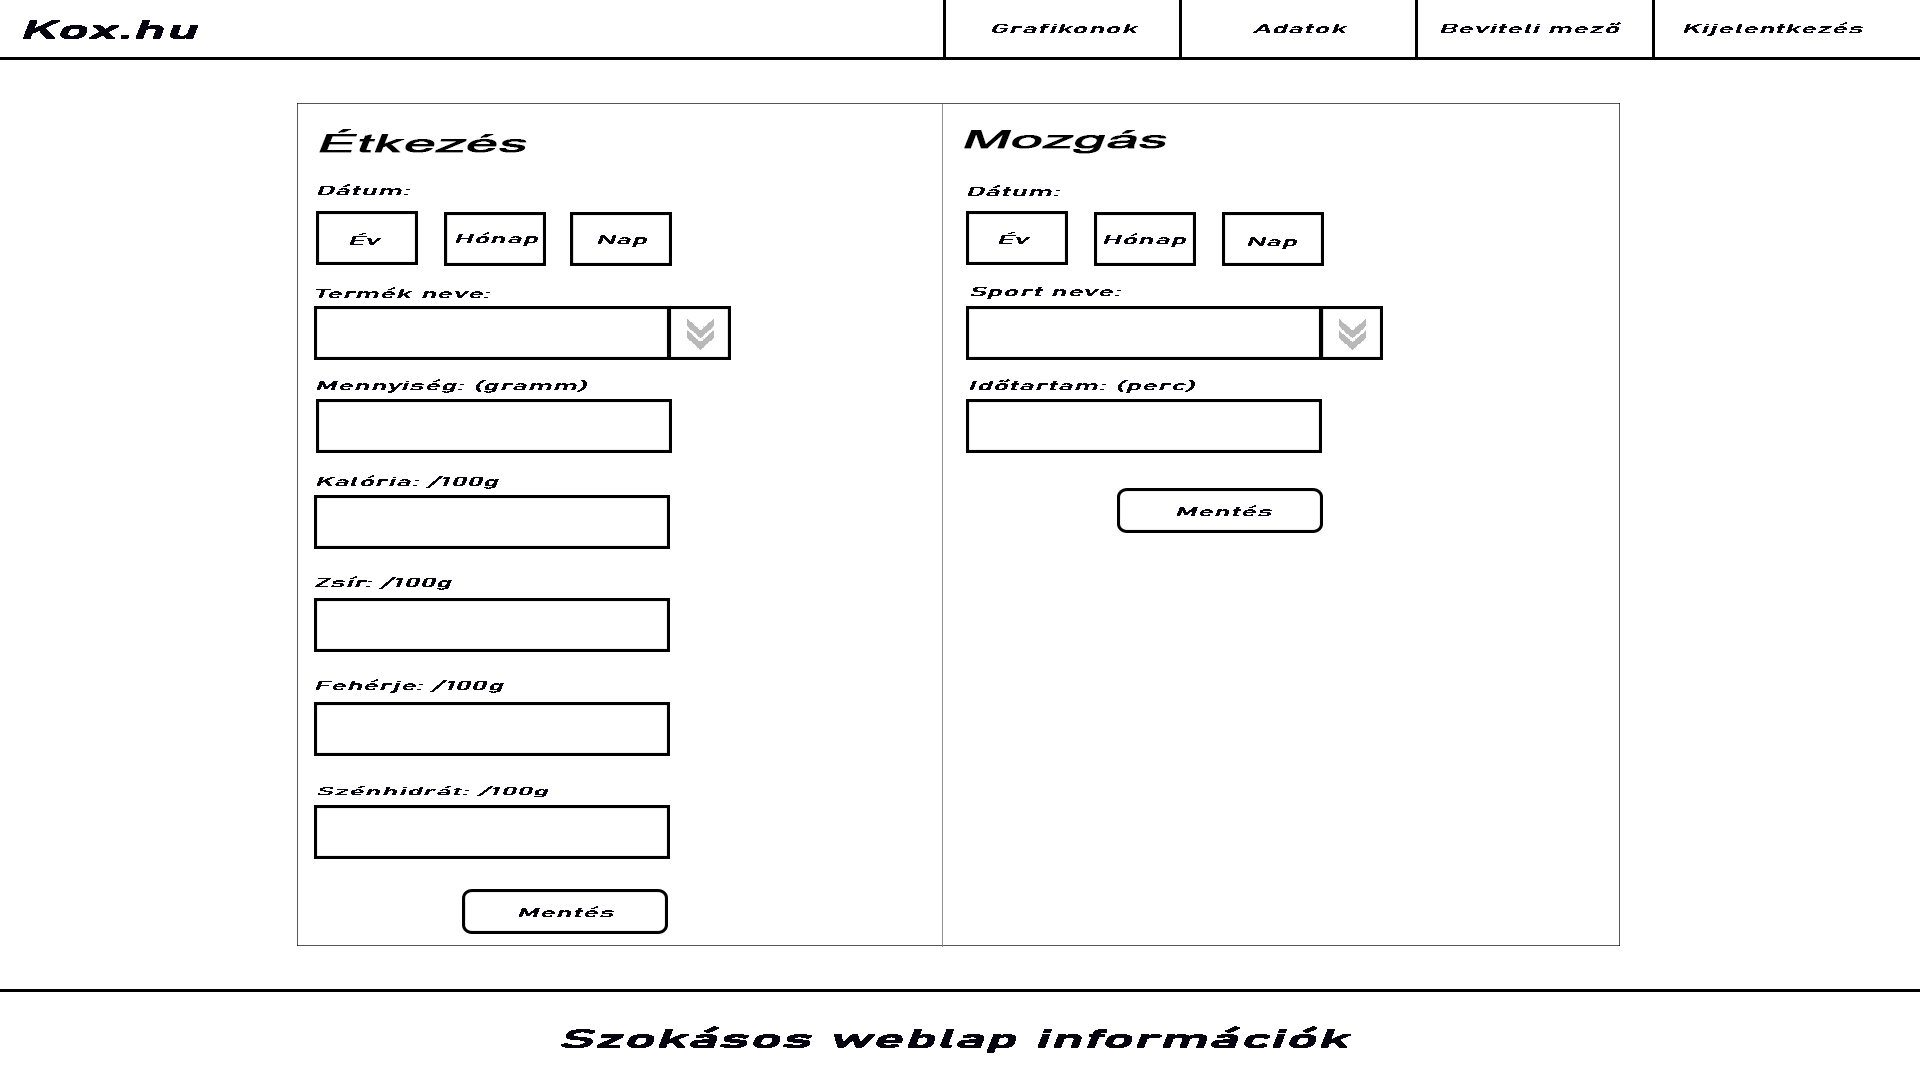 Kox.hu
Grafikonok
Adatok
Beviteli mező
Kijelentkezés
Étkezés
Dátum:
Év
Hónap
Nap
Termék neve:
Mennyiség: (gramm)
Kalória: /100g
Zsír: /100g
Fehérje: /100g
Szénhidrát: /100g
Mentés
Mozgás
Dátum:
Év
Hónap
Nap
Sport neve:
Időtartam: (perc)
Mentés
Szokásos weblap információk